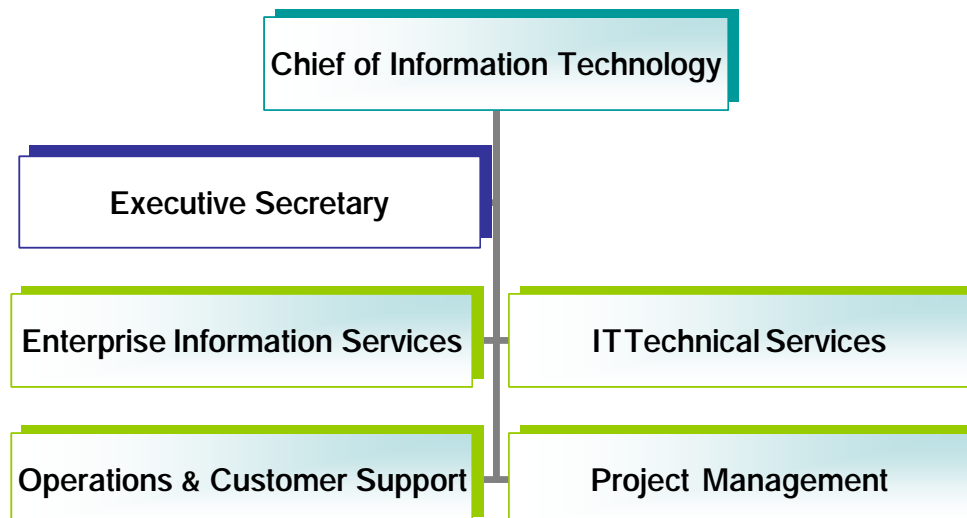 Chief of Information Technology
Executive Secretary
Enterprise Information Services
IT Technical Services
Operations & Customer Support
Project Management